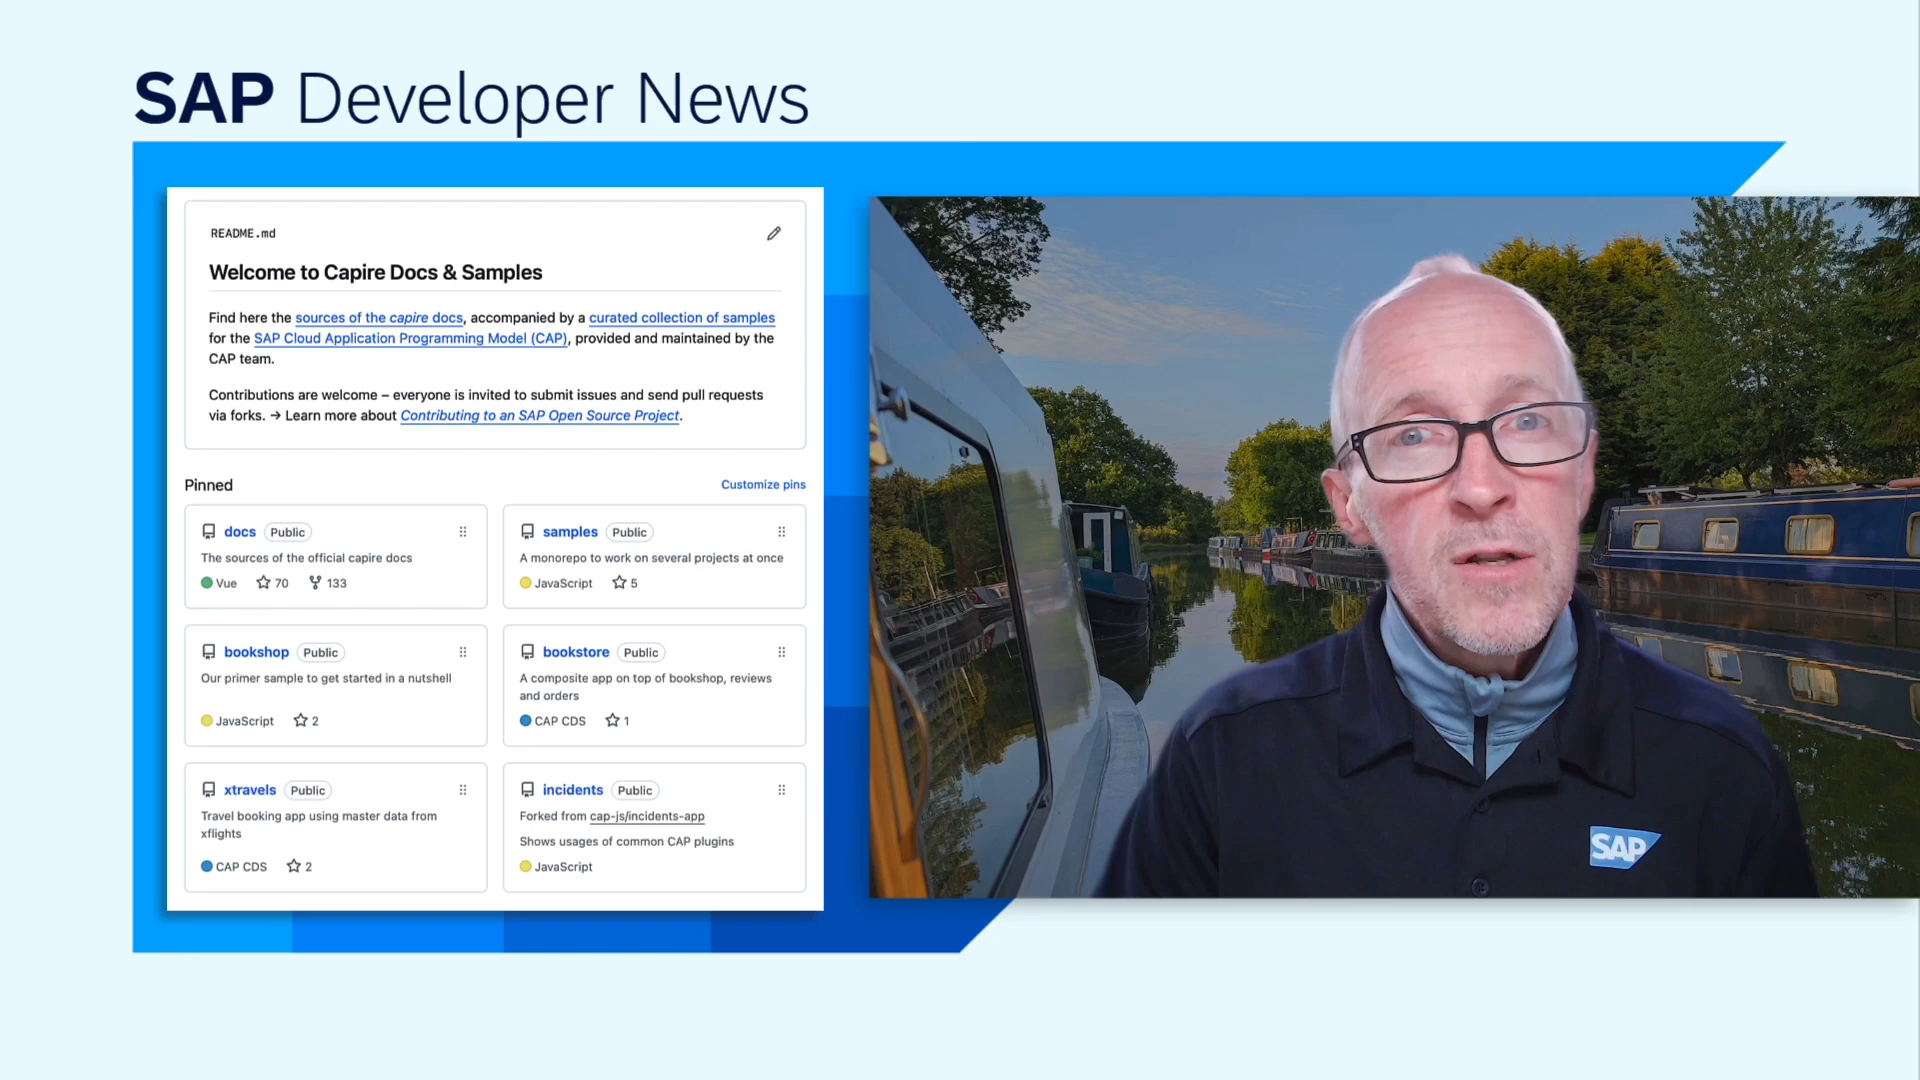 SAP Developer News
README.md
Welcome to Capire Docs & Samples
Find here the sources of the capire docs, accompanied by a curated collection of samples
for the SAP Cloud Application Programming Model (CAP), provided and maintained by the
CAP team.
Contributions are welcome – everyone is invited to submit issues and send pull requests
via forks. → Learn more about Contributing to an SAP Open Source Project.
Pinned
Customize pins
docs Public
The sources of the official capire docs
Vue 70 133
samples Public
A monorepo to work on several projects at once
JavaScript 5
bookshop Public
Our primer sample to get started in a nutshell
JavaScript 2
bookstore Public
A composite app on top of bookshop, reviews
and orders
CAP CDS 1
xtravels Public
Travel booking app using master data from
xflights
CAP CDS 2
incidents Public
Forked from cap-js/incidents-app
Shows usages of common CAP plugins
JavaScript
SAP